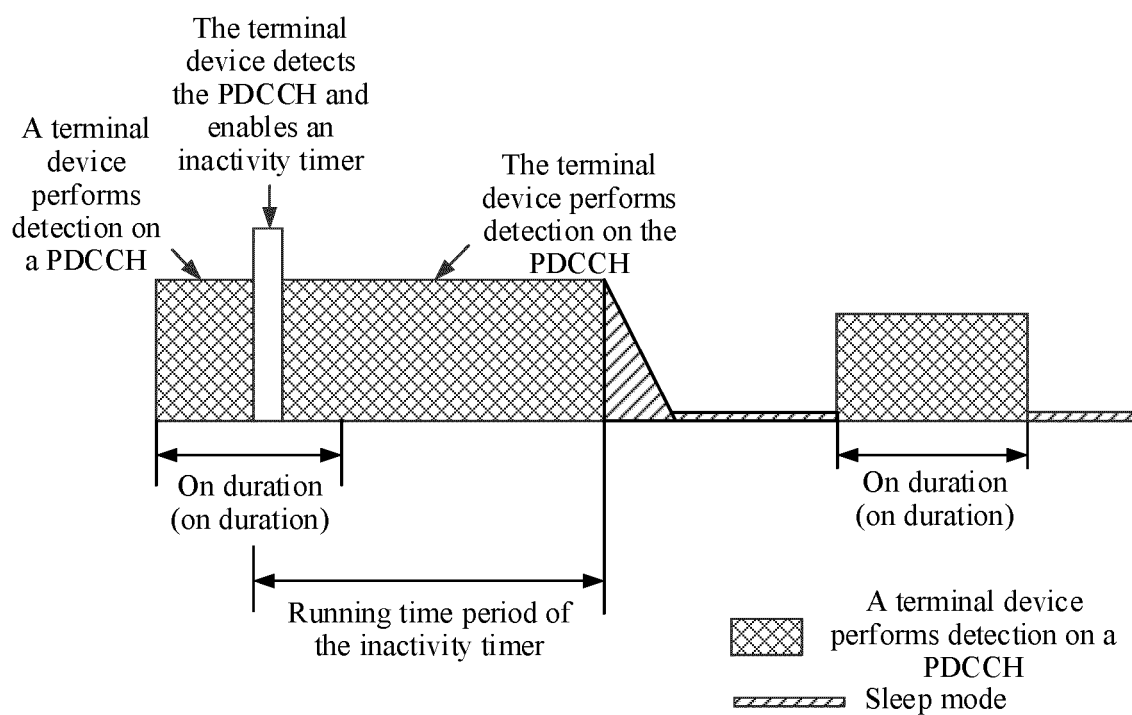 The terminal
device detects
the PDCCH and
enables an
inactivity timer
A terminal
device
performs
detection on
a PDCCH
The terminal
device performs
detection on the
PDCCH
On duration
(on duration)
On duration
(on duration)
Running time period of
the inactivity timer
A terminal device
performs detection on a
PDCCH
Sleep mode